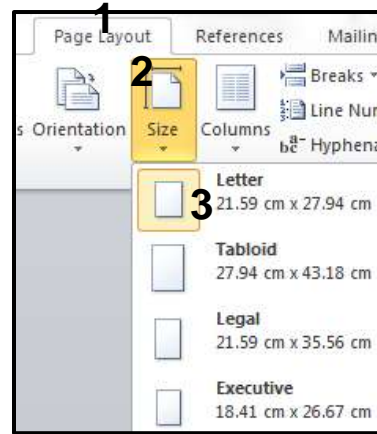 1
Page Layout References Mailin
2
Breaks
Line Nur
s Orientation Size Columns
bc Hyphena
3
Letter
21.59 cm x 27.94 cm
Tabloid
27.94 cm x 43.18 cm
Legal
21.59 cm x 35.56 cm
Executive
18.41 cm x 26.67 cm